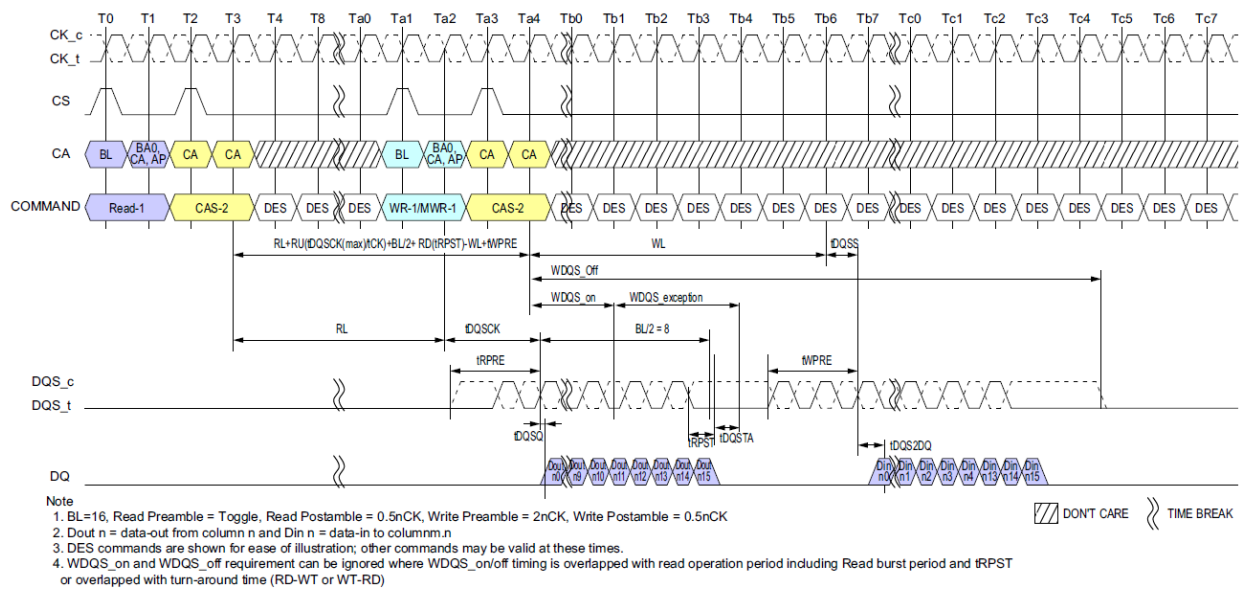 T0 T1 T2 T3 T4 T8 Ta0 Ta1 Ta2 Ta3 Ta4 Tb0 Tb1 Tb2 Tb3 Tb4 Tb5 Tb6 Tb7 Tc0 Tc1 Tc2 Tc3 Tc4 Tc5 Tc6 Tc7
CK_c
CK_t
CS
CA BL BA0, CA, AP CA CA BL BA0, CA, AP CA CA
COMMAND Read-1 CAS-2 DES DES DES WR-1/MWR-1 CAS-2 DES DES DES DES DES DES DES DES DES DES DES DES DES DES DES DES
RL+RU(tDQSCK(max)/tCK)+BL/2+ RD(tRPST)-WL+tWPRE WL tDQSS
WDQS_Off
WDQS_on WDQS_exception
RL tDQSCK BL/2 = 8
tRPRE tWPRE
DQS_c
DQS_t
tDQSQ tRPST tDQSTA tDQS2DQ
DQ Dout n0 Dout n9 Dout n10 Dout n11 Dout n12 Dout n13 Dout n14 Dout n15 Din n0 Din n1 Din n2 Din n3 Din n4 Din n13 Din n14 Din n15
Note
1. BL=16, Read Preamble = Toggle, Read Postamble = 0.5nCK, Write Preamble = 2nCK, Write Postamble = 0.5nCK
DON'T CARE TIME BREAK
2. Dout n = data-out from column n and Din n = data-in to columnm.n
3. DES commands are shown for ease of illustration; other commands may be valid at these times.
4. WDQS_on and WDQS_off requirement can be ignored where WDQS_on/off timing is overlapped with read operation period including Read burst period and tRPST
or overlapped with turn-around time (RD-WT or WT-RD)